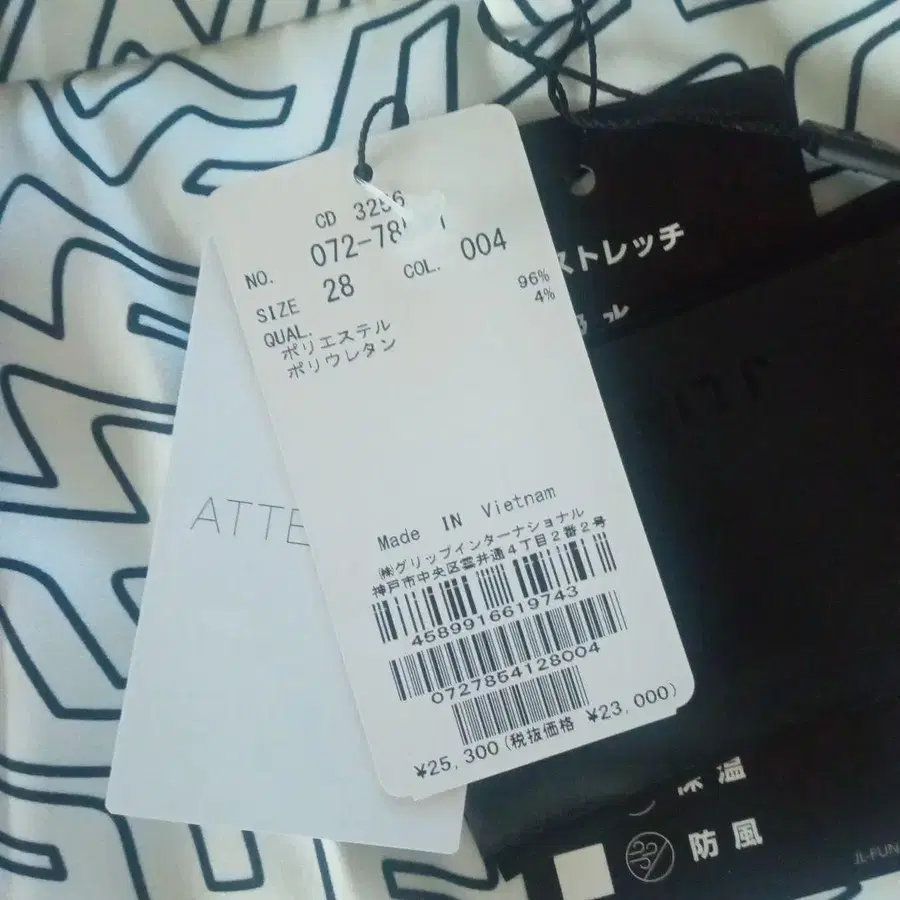 CD 3256
NO. 072-78
SIZE 28 COL. 004
QUAL.
ポリエステル 96%
ポリウレタン 4%
Made IN Vietnam
㈱グリップインターナショナル
神戸市中央区雲井通4丁目2番2号
4589916619743
0727854128004
¥25,300(税抜価格 ¥23,000)
ATTE
ストレッチ
保温
防風
JL-FUN